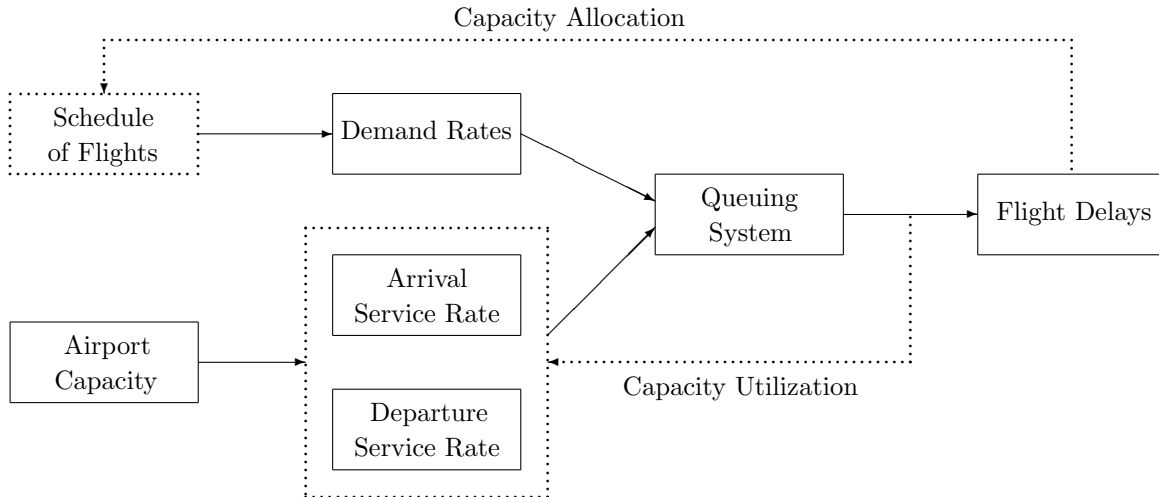 Capacity Allocation
Schedule
of Flights
Demand Rates
Queuing
System
Flight Delays
Arrival
Service Rate
Airport
Capacity
Capacity Utilization
Departure
Service Rate